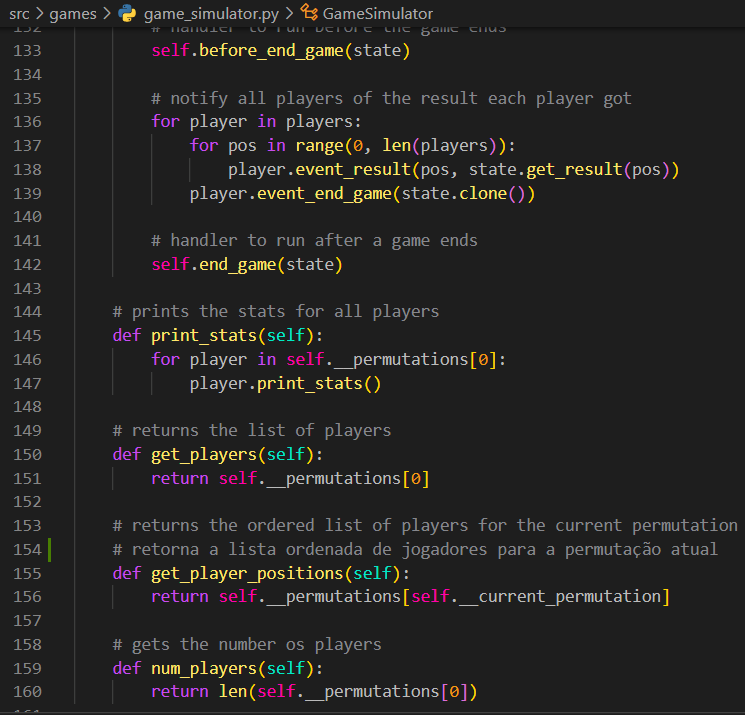 src > games > game_simulator.py > GameSimulator
132 # handler to run before the game ends
133 self.before_end_game(state)
134
135 # notify all players of the result each player got
136 for player in players:
137 for pos in range(0, len(players)):
138 player.event_result(pos, state.get_result(pos))
139 player.event_end_game(state.clone())
140
141 # handler to run after a game ends
142 self.end_game(state)
143
144 # prints the stats for all players
145 def print_stats(self):
146 for player in self.__permutations[0]:
147 player.print_stats()
148
149 # returns the list of players
150 def get_players(self):
151 return self.__permutations[0]
152
153 # returns the ordered list of players for the current permutation
154 # retorna a lista ordenada de jogadores para a permutação atual
155 def get_player_positions(self):
156 return self.__permutations[self.__current_permutation]
157
158 # gets the number os players
159 def num_players(self):
160 return len(self.__permutations[0])
161